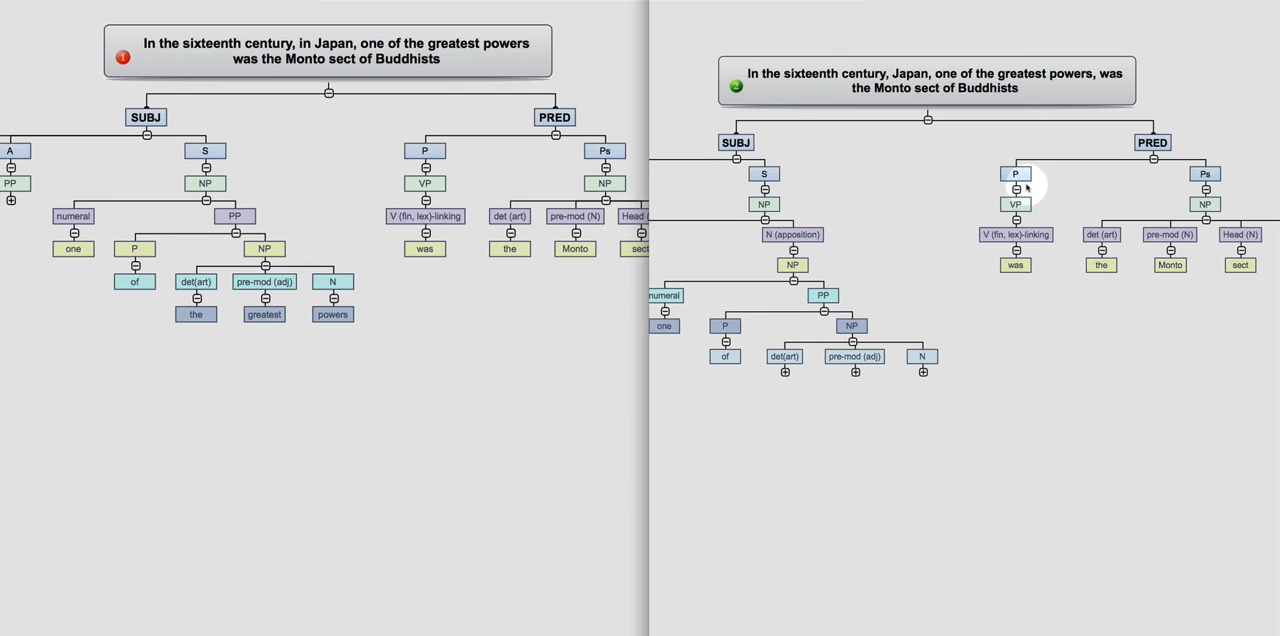 1
In the sixteenth century, in Japan, one of the greatest powers
was the Monto sect of Buddhists
SUBJ PRED
A S P Ps
PP NP VP NP
numeral PP V (fin, lex)-linking det (art) pre-mod (N) Head (
one P NP was the Monto sect
of det(art) pre-mod (adj) N
the greatest powers
2
In the sixteenth century, Japan, one of the greatest powers, was
the Monto sect of Buddhists
SUBJ PRED
S P Ps
NP VP NP
N (apposition) V (fin, lex)-linking det (art) pre-mod (N) Head (N)
NP was the Monto sect
numeral PP
one P NP
of det(art) pre-mod (adj) N